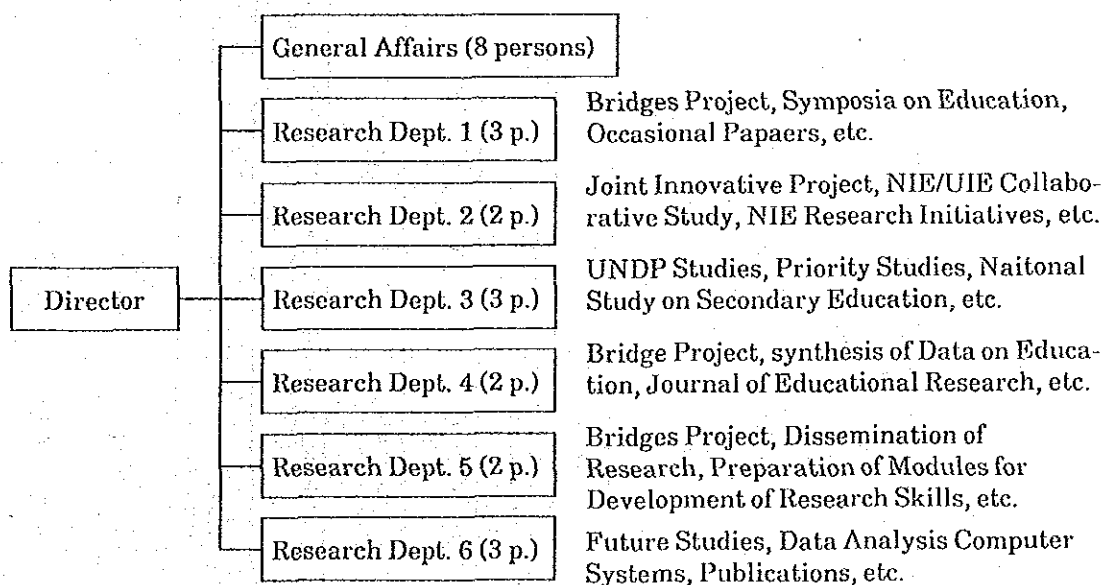 General Affairs (8 persons)
Research Dept. 1 (3 p.)
Bridges Project, Symposia on Education,
Occasional Papaers, etc.
Research Dept. 2 (2 p.)
Joint Innovative Project, NIE/UIE Collabo-
rative Study, NIE Research Initiatives, etc.
Director
Research Dept. 3 (3 p.)
UNDP Studies, Priority Studies, Naitonal
Study on Secondary Education, etc.
Research Dept. 4 (2 p.)
Bridge Project, synthesis of Data on Educa-
tion, Journal of Educational Research, etc.
Research Dept. 5 (2 p.)
Bridges Project, Dissemination of
Research, Preparation of Modules for
Development of Research Skills, etc.
Research Dept. 6 (3 p.)
Future Studies, Data Analysis Computer
Systems, Publications, etc.